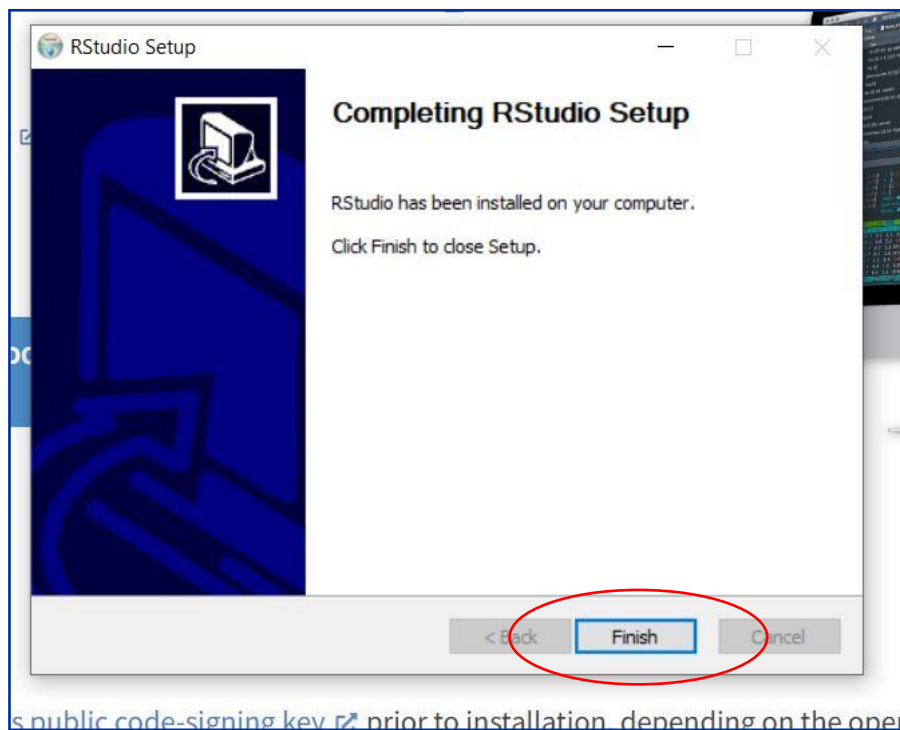 RStudio Setup
Completing RStudio Setup
RStudio has been installed on your computer.
Click Finish to close Setup.
< Back Finish Cancel
s public code-signing key prior to installation, depending on the oper